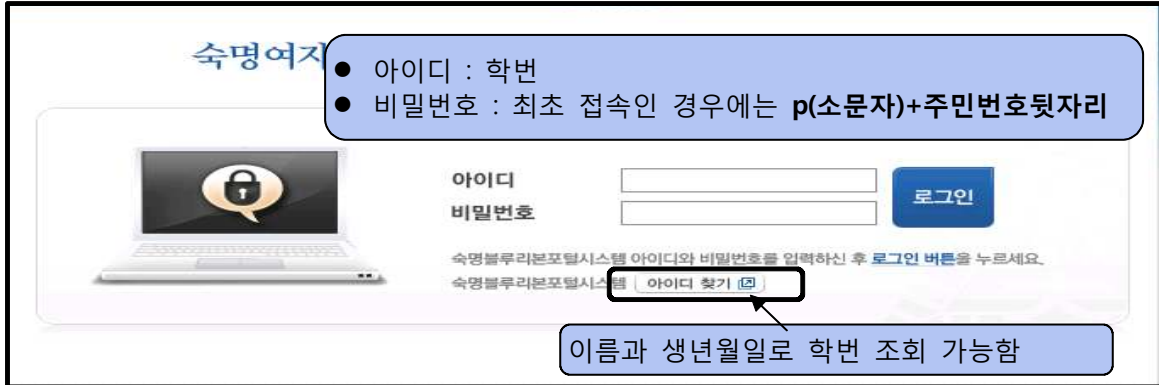 숙명여자
● 아이디 : 학번
● 비밀번호 : 최초 접속인 경우에는 p(소문자)+주민번호뒷자리
아이디
비밀번호
로그인
숙명블루리본포털시스템 아이디와 비밀번호를 입력하신 후 로그인 버튼을 누르세요.
숙명블루리본포털시스템 아이디 찾기
이름과 생년월일로 학번 조회 가능함